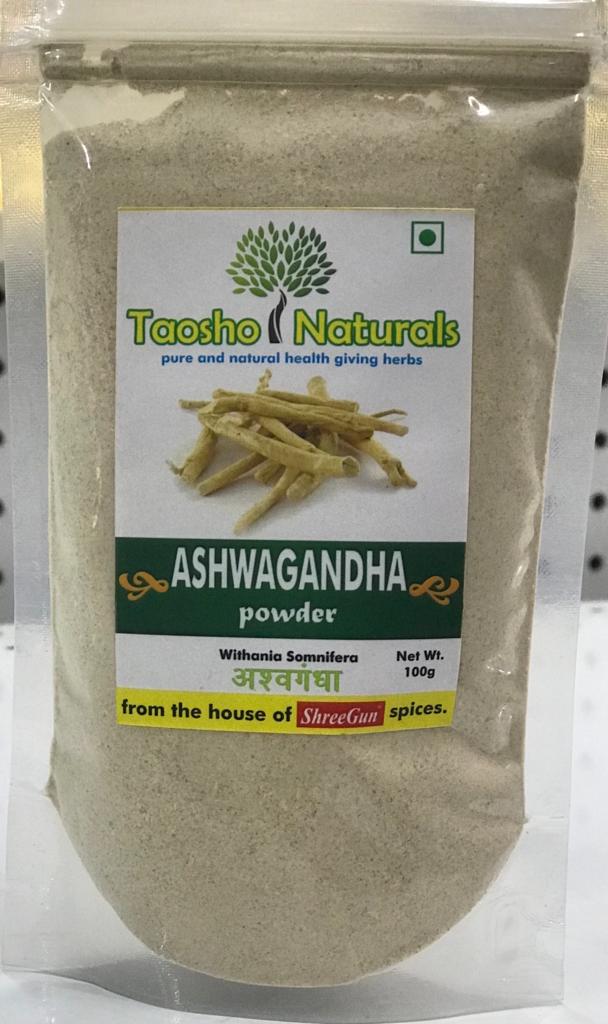 Taosho Naturals
pure and natural health giving herbs
ASHWAGANDHA
powder
Withania Somnifera
Net Wt.
100g
अश्वगंधा
from the house of ShreeGun spices.